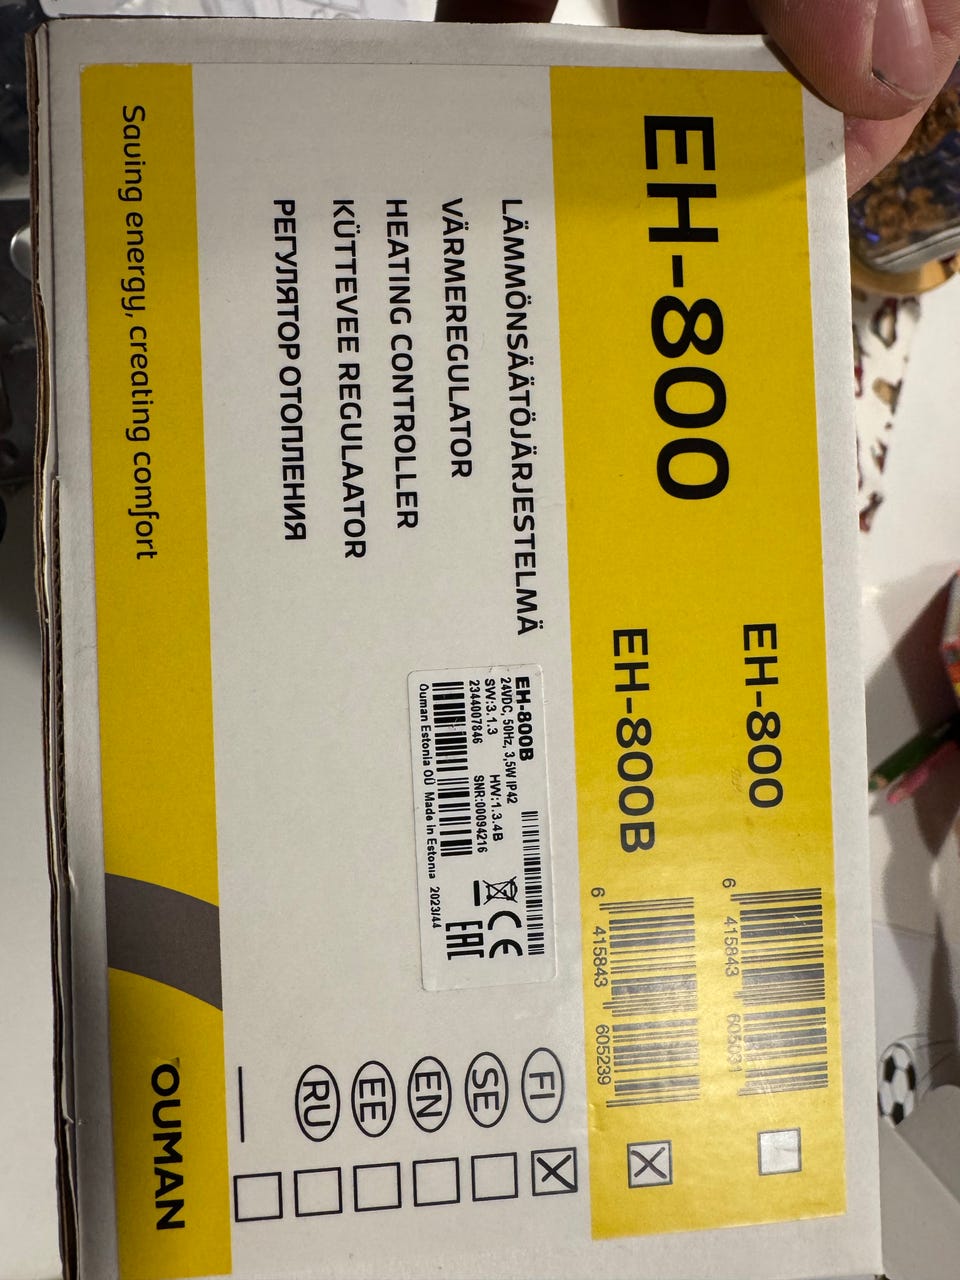 EH-800
EH-800
6 415843 605031
EH-800B
6 415843 605239
LÄMMÖNSÄÄTÖJÄRJESTELMÄ
VÄRMEREGULATOR
HEATING CONTROLLER
KÜTTEVEE REGULAATOR
РЕГУЛЯТОР ОТОПЛЕНИЯ
EH-800B
24VDC, 50Hz, 3,5W IP42
SW:3.1.3 HW:1.3.4B
2344007846 SNR:00094216
Ouman Estonia OÜ Made in Estonia 2023/44
CE
EAC
FI
SE
EN
EE
RU
Saving energy, creating comfort
OUMAN